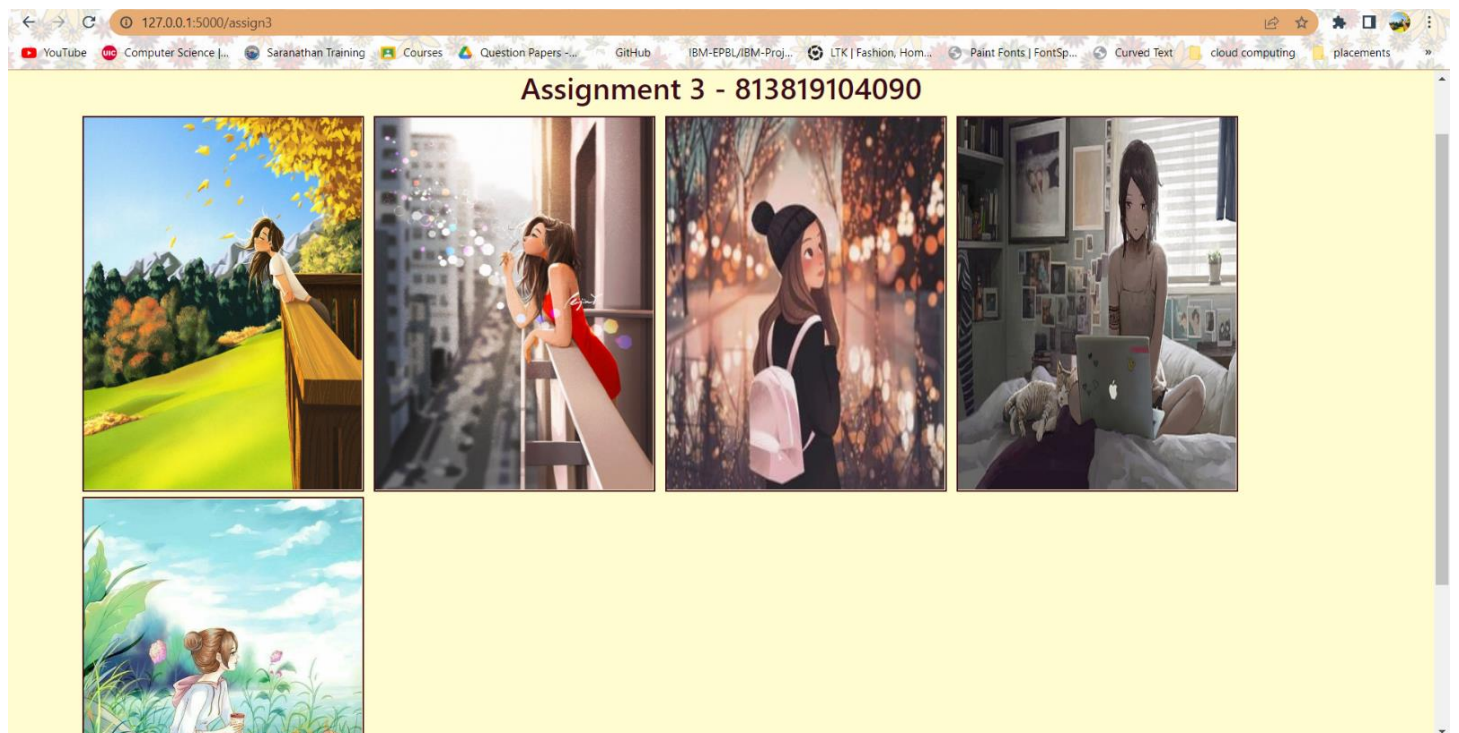 127.0.0.1:5000/assign3
YouTube UIC Computer Science |... Saranathan Training Courses Question Papers -... GitHub IBM-EPBL/IBM-Proj... LTK | Fashion, Hom... Paint Fonts | FontSp... Curved Text cloud computing placements »
Assignment 3 - 813819104090